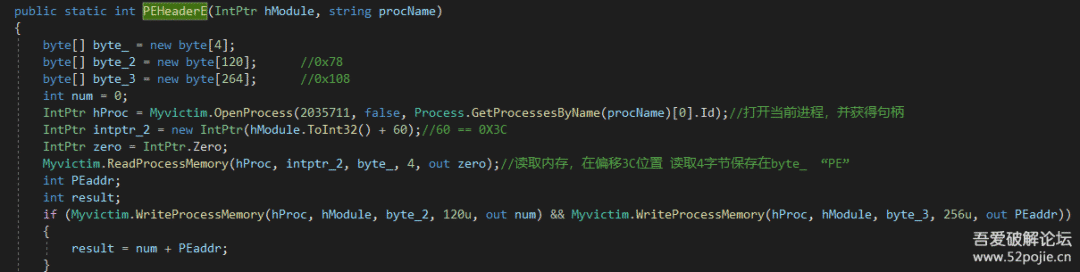 public static int PEHeaderE(IntPtr hModule, string procName)
{
byte[] byte_ = new byte[4];
byte[] byte_2 = new byte[120]; //0x78
byte[] byte_3 = new byte[264]; //0x108
int num = 0;
IntPtr hProc = Myvictim.OpenProcess(2035711, false, Process.GetProcessesByName(procName)[0].Id);//打开当前进程，并获得句柄
IntPtr intptr_2 = new IntPtr(hModule.ToInt32() + 60);//60 == 0X3C
IntPtr zero = IntPtr.Zero;
Myvictim.ReadProcessMemory(hProc, intptr_2, byte_, 4, out zero);//读取内存，在偏移3C位置 读取4字节保存在byte_ “PE”
int PEaddr;
int result;
if (Myvictim.WriteProcessMemory(hProc, hModule, byte_2, 120u, out num) && Myvictim.WriteProcessMemory(hProc, hModule, byte_3, 256u, out PEaddr))
{
result = num + PEaddr;
}
吾爱破解论坛
www.52pojie.cn